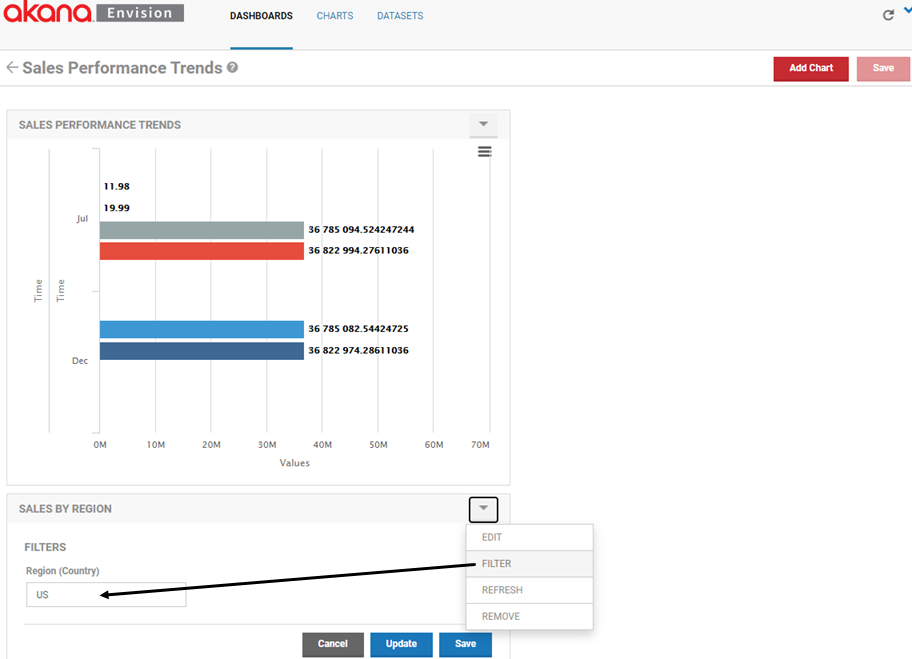 akana Envision DASHBOARDS CHARTS DATASETS
Sales Performance Trends ?
Add Chart Save
SALES PERFORMANCE TRENDS
11.98
19.99
Jul
36 785 094.524247244
36 822 994.27611036
Time Time
36 785 082.54424725
36 822 974.28611036
Dec
0M 10M 20M 30M 40M 50M 60M 70M
Values
SALES BY REGION
EDIT
FILTERS
FILTER
Region (Country)
REFRESH
US
REMOVE
Cancel Update Save